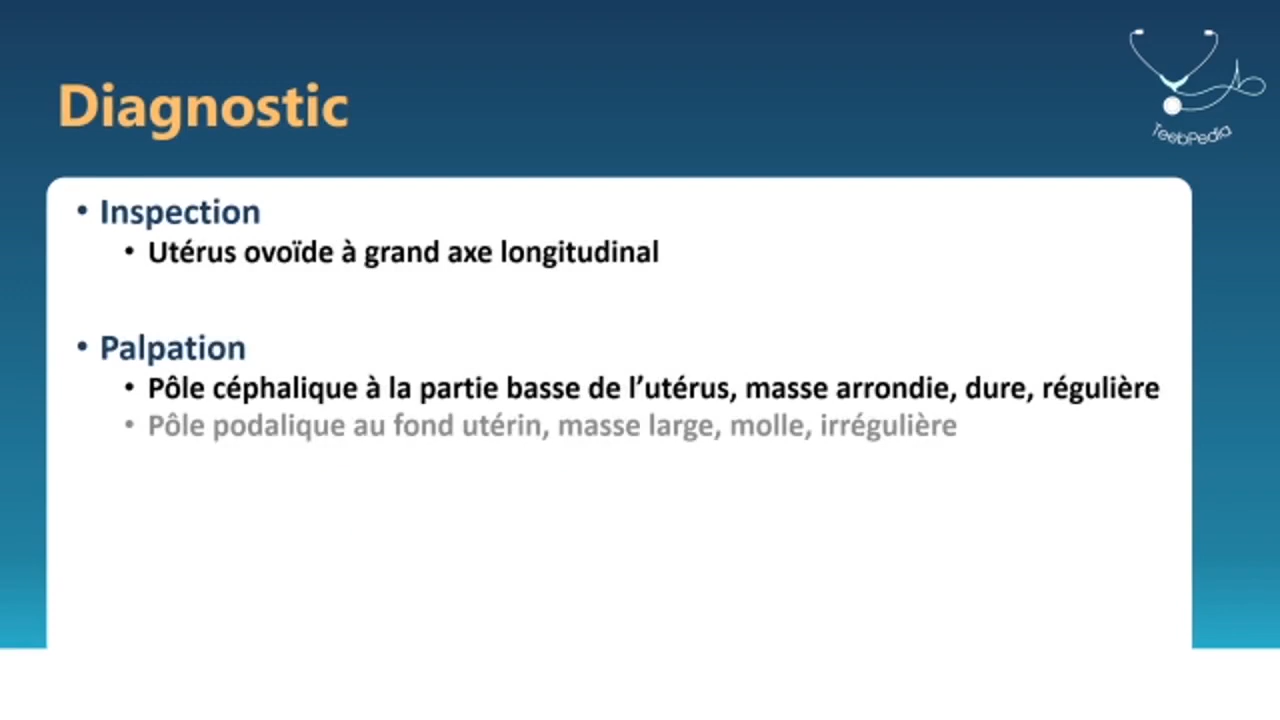 TeebPedia
Diagnostic
• Inspection
• Utérus ovoïde à grand axe longitudinal
• Palpation
• Pôle céphalique à la partie basse de l’utérus, masse arrondie, dure, régulière
• Pôle podalique au fond utérin, masse large, molle, irrégulière